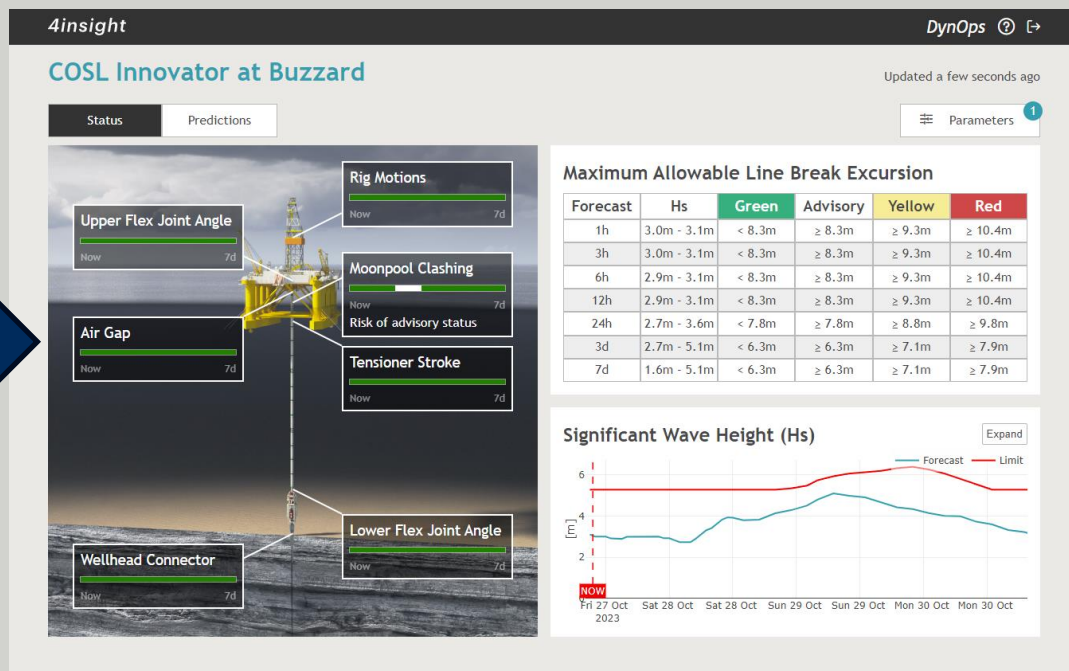 4insight
DynOps
COSL Innovator at Buzzard
Updated a few seconds ago
Status Predictions
Parameters 1
Rig Motions
Now 7d
Upper Flex Joint Angle
Now 7d
Moonpool Clashing
Now 7d
Risk of advisory status
Air Gap
Now 7d
Tensioner Stroke
Now 7d
Lower Flex Joint Angle
Now 7d
Wellhead Connector
Now 7d
Maximum Allowable Line Break Excursion
Forecast Hs Green Advisory Yellow Red
1h 3.0m - 3.1m < 8.3m ≥ 8.3m ≥ 9.3m ≥ 10.4m
3h 3.0m - 3.1m < 8.3m ≥ 8.3m ≥ 9.3m ≥ 10.4m
6h 2.9m - 3.1m < 8.3m ≥ 8.3m ≥ 9.3m ≥ 10.4m
12h 2.9m - 3.1m < 8.3m ≥ 8.3m ≥ 9.3m ≥ 10.4m
24h 2.7m - 3.6m < 7.8m ≥ 7.8m ≥ 8.8m ≥ 9.8m
3d 2.7m - 5.1m < 6.3m ≥ 6.3m ≥ 7.1m ≥ 7.9m
7d 1.6m - 5.1m < 6.3m ≥ 6.3m ≥ 7.1m ≥ 7.9m
Significant Wave Height (Hs)
Expand
Forecast Limit
6
4
[m]
2
NOW
Fri 27 Oct Sat 28 Oct Sat 28 Oct Sun 29 Oct Sun 29 Oct Mon 30 Oct Mon 30 Oct
2023